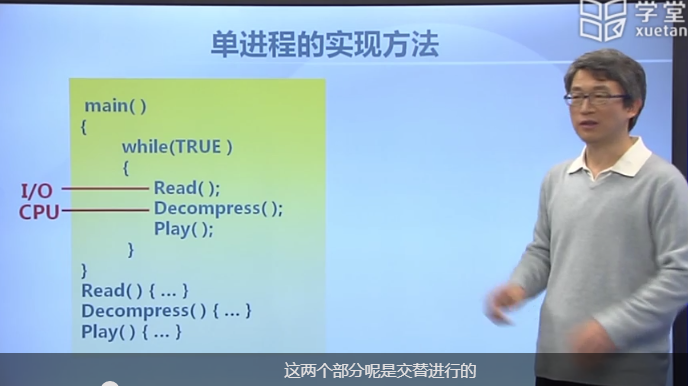 学堂
xuetan
单进程的实现方法
main( )
{
while(TRUE )
{
I/O
Read( );
CPU
Decompress( );
Play( );
}
}
Read( ) { ... }
Decompress( ) { ... }
Play( ) { ... }
这两个部分呢是交替进行的